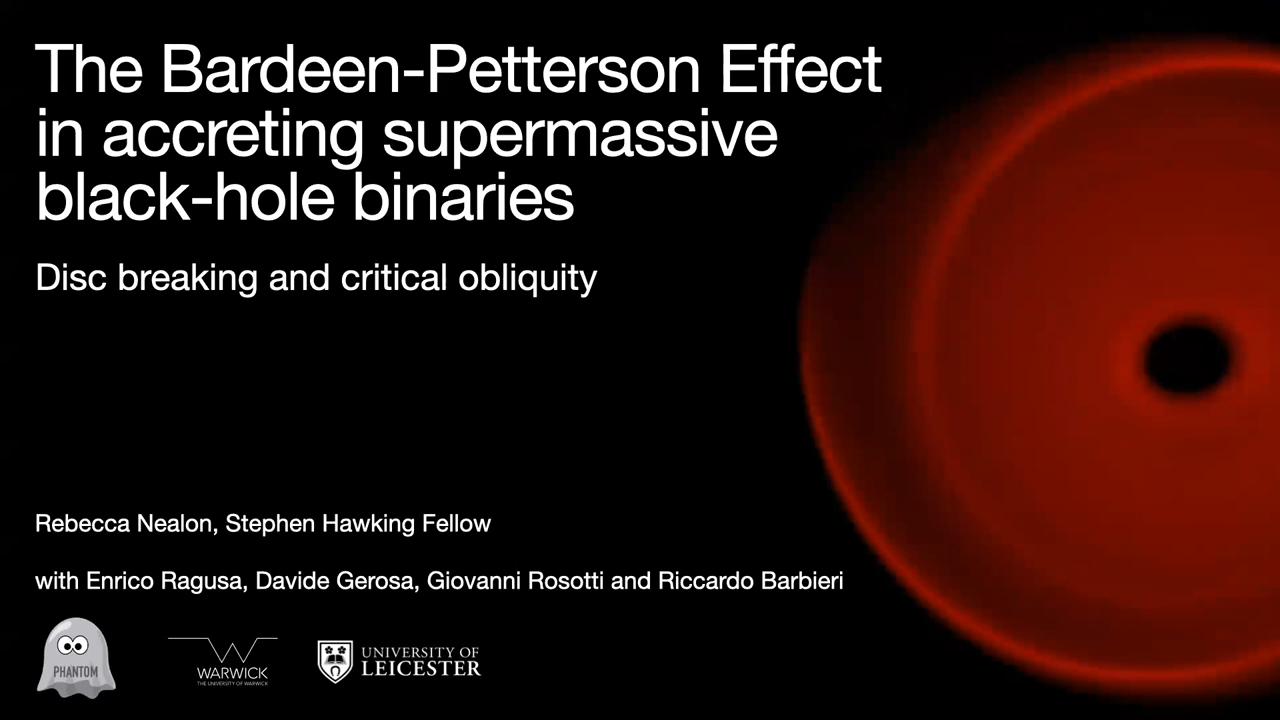 The Bardeen-Petterson Effect
in accreting supermassive
black-hole binaries
Disc breaking and critical obliquity
Rebecca Nealon, Stephen Hawking Fellow
with Enrico Ragusa, Davide Gerosa, Giovanni Rosotti and Riccardo Barbieri
PHANTOM
WARWICK
THE UNIVERSITY OF WARWICK
UNIVERSITY OF
LEICESTER